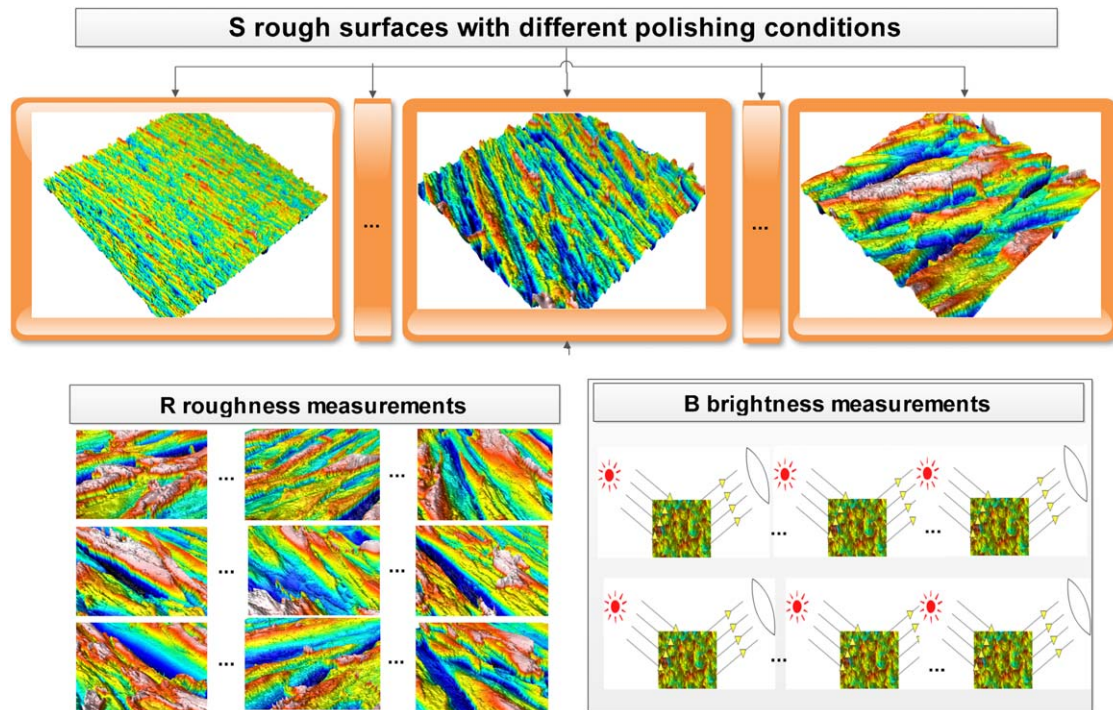 S rough surfaces with different polishing conditions
...
...
R roughness measurements
B brightness measurements
... ...
... ...
... ...
... ...
... ...